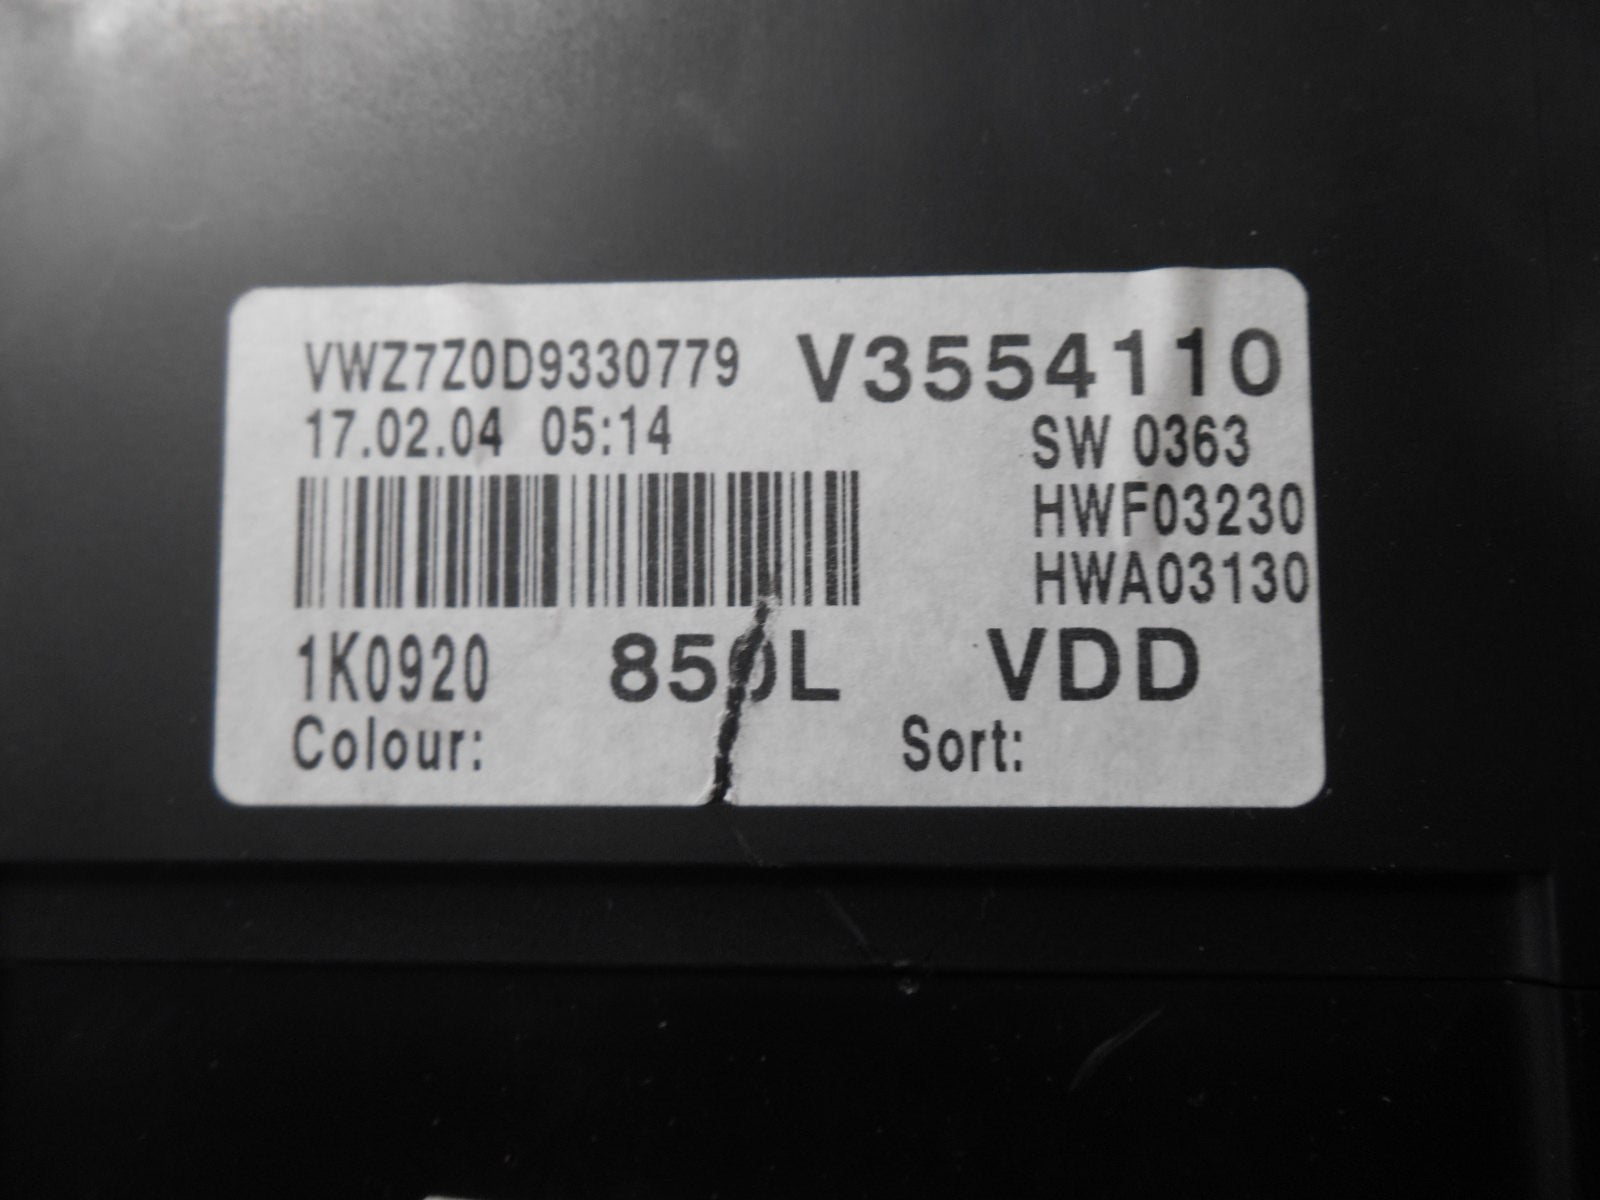 VWZ7Z0D9330779 V3554110
17.02.04 05:14 SW 0363
HWF03230
HWA03130
1K0920 850L VDD
Colour: Sort: